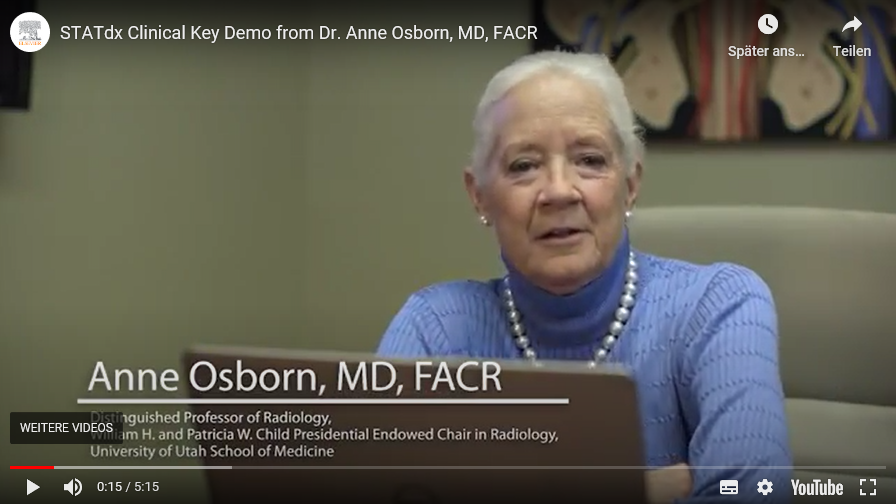 STATdx Clinical Key Demo from Dr. Anne Osborn, MD, FACR
Später ans...
Teilen
Anne Osborn, MD, FACR
Distinguished Professor of Radiology,
William H. and Patricia W. Child Presidential Endowed Chair in Radiology,
University of Utah School of Medicine
WEITERE VIDEOS
0:15 / 5:15
YouTube